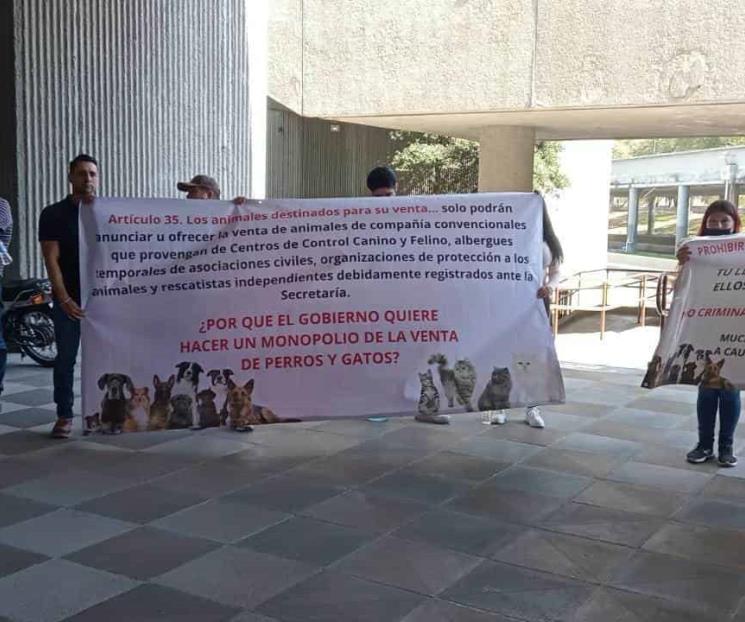 Artículo 35. Los animales destinados para su venta... solo podrán
anunciar u ofrecer la venta de animales de compañía convencionales
que provengan de Centros de Control Canino y Felino, albergues
temporales de asociaciones civiles, organizaciones de protección a los
animales y rescatistas independientes debidamente registrados ante la
Secretaría.
¿POR QUE EL GOBIERNO QUIERE
HACER UN MONOPOLIO DE LA VENTA
DE PERROS Y GATOS?
PROHIBIR
TU
ELLOS
O CRIMINA
A CAU